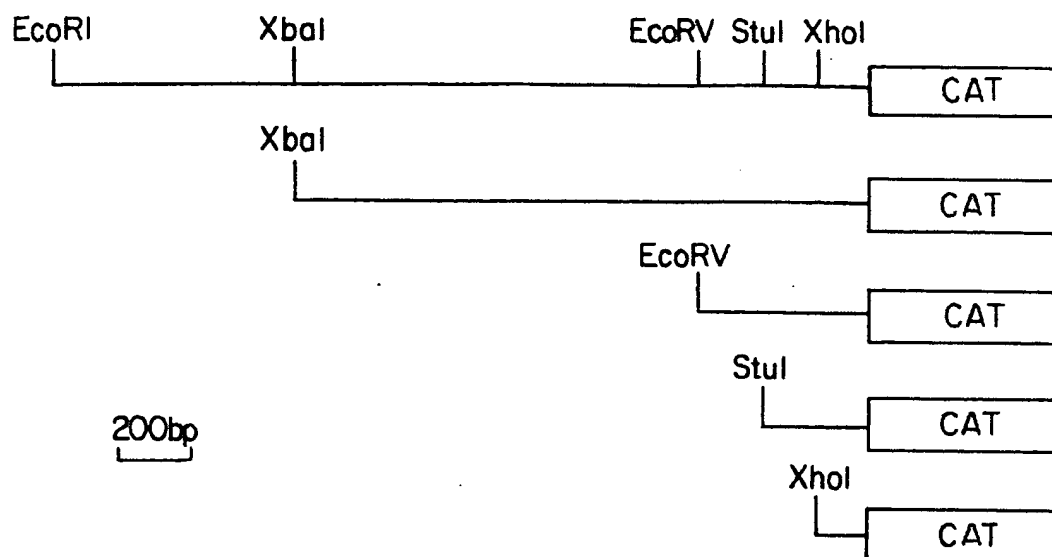 EcoRI XbaI EcoRV StuI XhoI
CAT
XbaI
CAT
EcoRV
CAT
StuI
200bp
CAT
XhoI
CAT